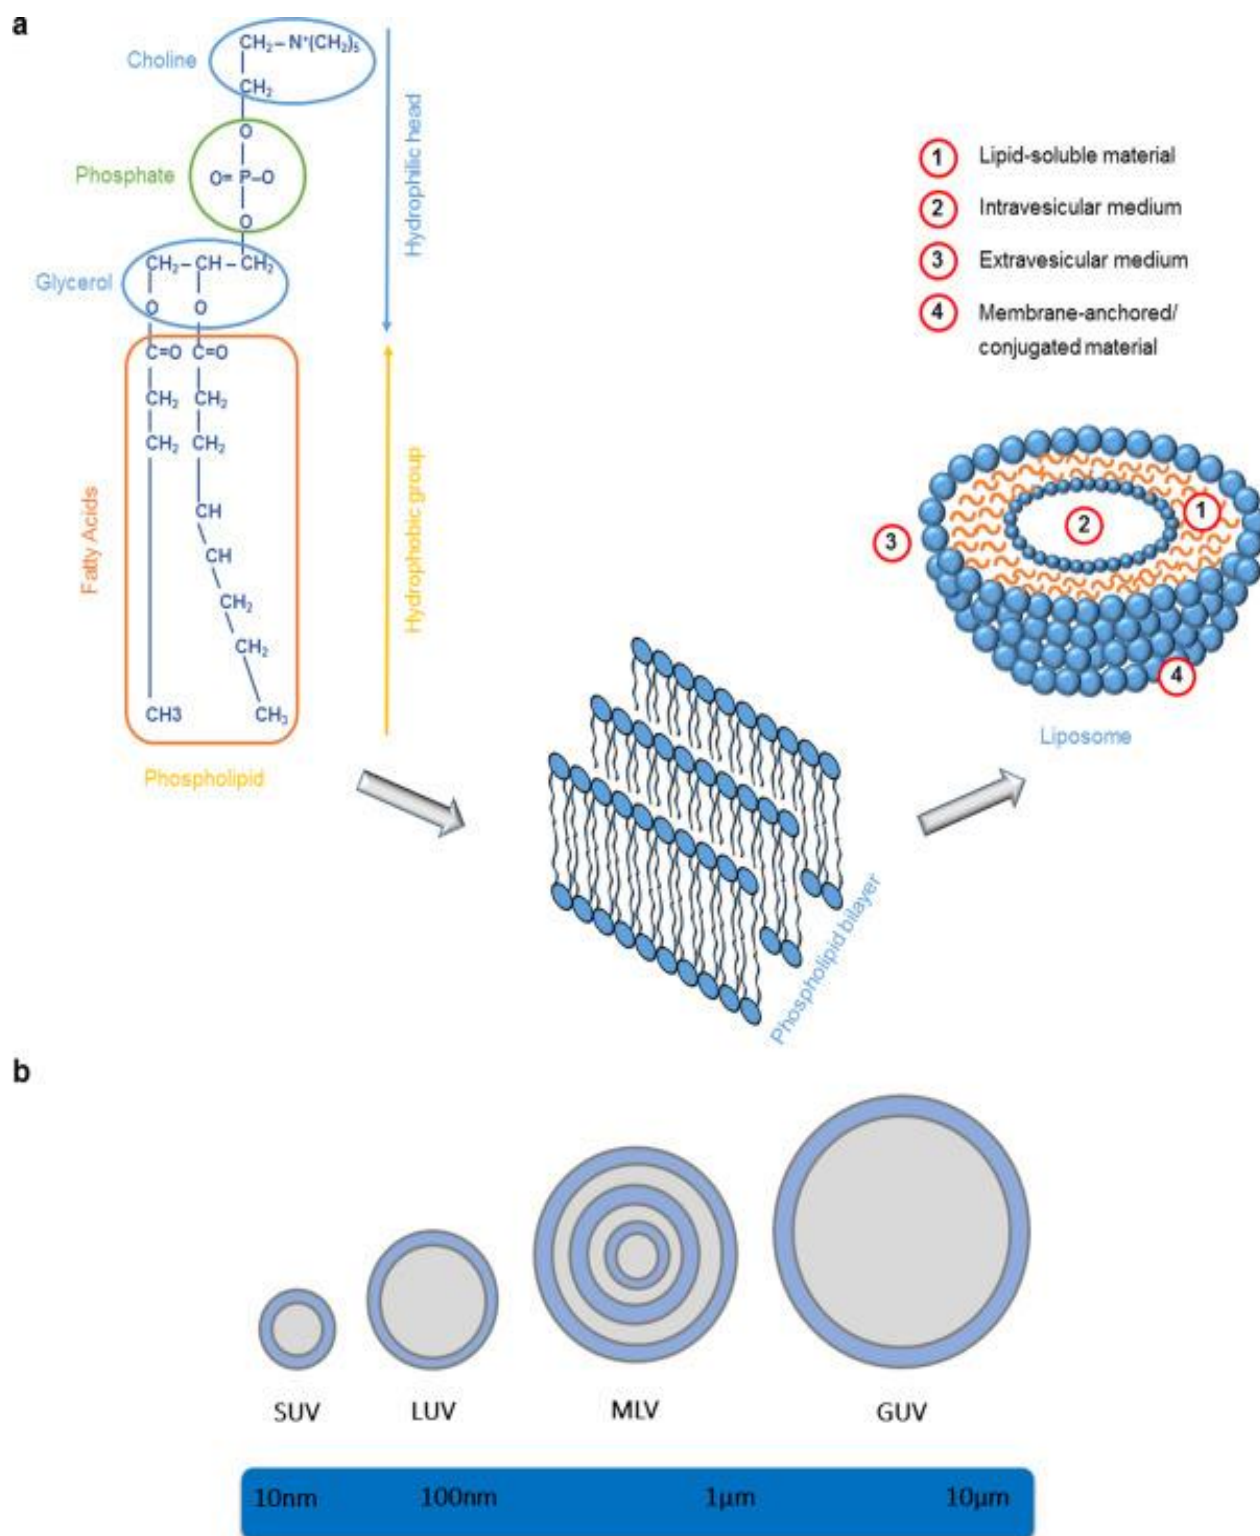 a
Choline
CH₂–N⁺(CH₂)₅
CH₂
O
Phosphate
O=P–O
O
Glycerol
CH₂–CH–CH₂
O O
C=O C=O
CH₂ CH₂
CH₂ CH₂
CH
CH
CH₂
CH₂
CH3 CH₃
Fatty Acids
Phospholipid
Hydrophilic head
Hydrophobic group
1 Lipid-soluble material
2 Intravesicular medium
3 Extravesicular medium
4 Membrane-anchored/
conjugated material
1
2
3
4
Liposome
Phospholipid bilayer
b
SUV LUV MLV GUV
10nm 100nm 1µm 10µm